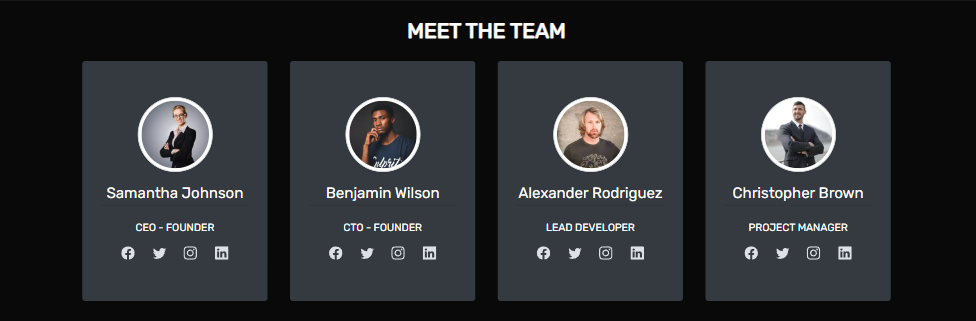 MEET THE TEAM
Samantha Johnson
CEO - FOUNDER
Benjamin Wilson
CTO - FOUNDER
Culprit
Alexander Rodriguez
LEAD DEVELOPER
Christopher Brown
PROJECT MANAGER